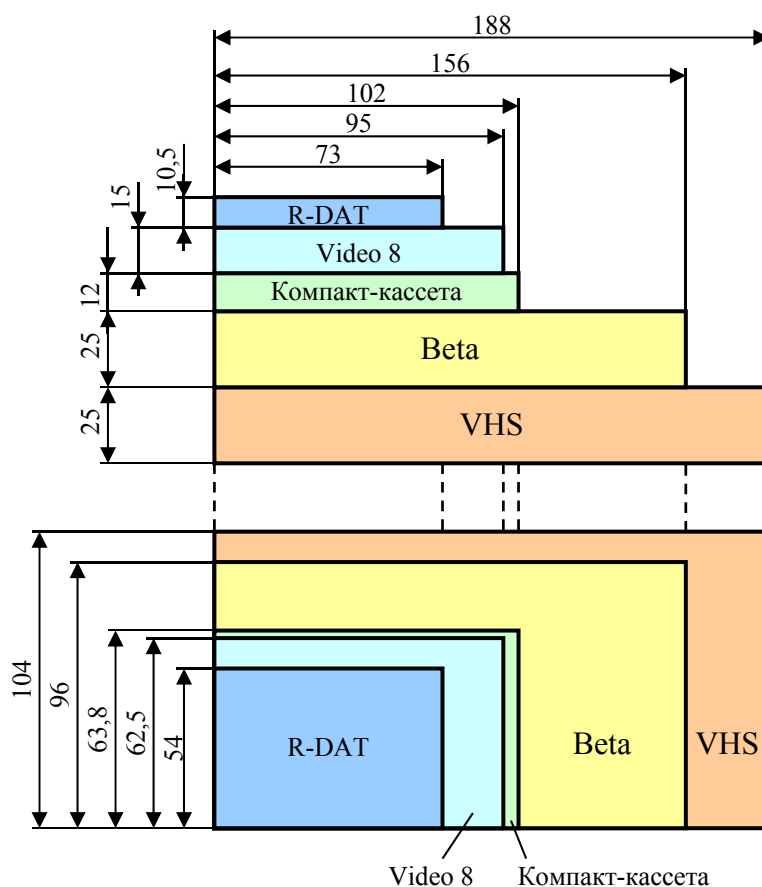 188
156
102
95
73
10,5
15
R-DAT
Video 8
12
Компакт-кассета
25
Beta
25
VHS
104
96
63,8
62,5
54
R-DAT
Beta
VHS
Video 8
Компакт-кассета